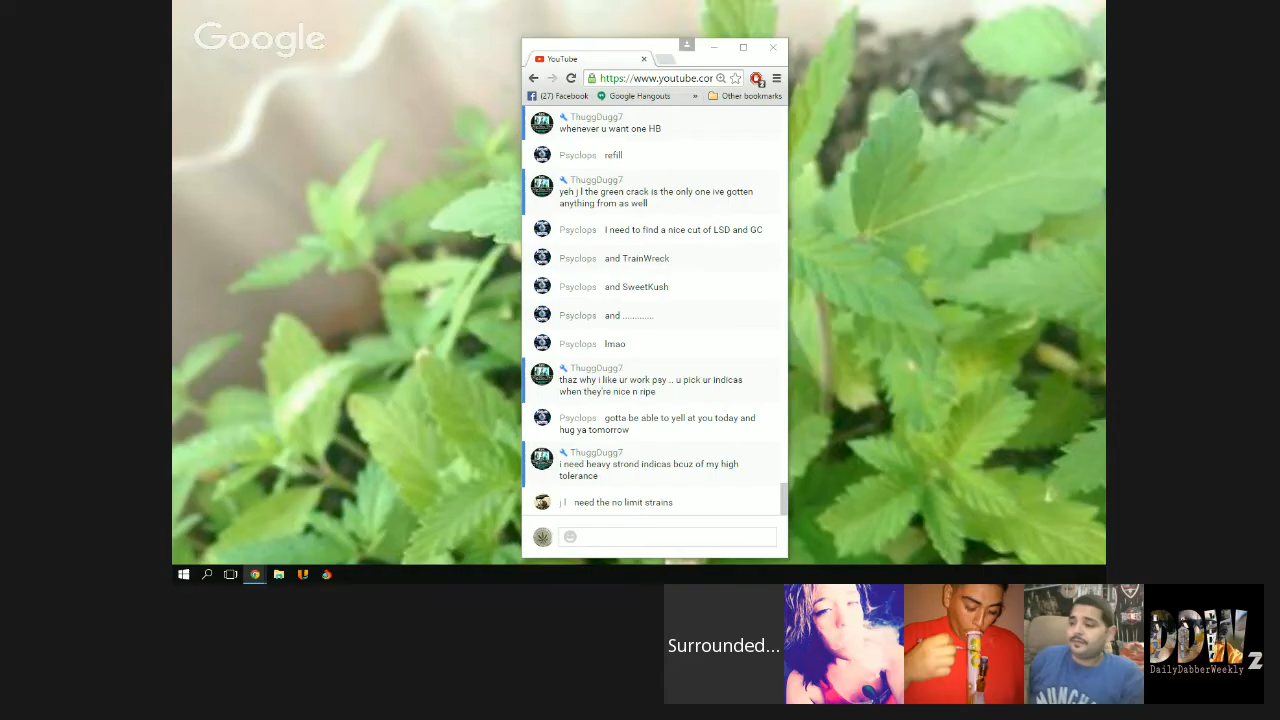 Google
YouTube
https://www.youtube.cor
(27) Facebook
Google Hangouts
»
Other bookmarks
ThuggDugg7
whenever u want one HB
Psyclops refill
ThuggDugg7
yeh j l the green crack is the only one ive gotten
anything from as well
Psyclops I need to find a nice cut of LSD and GC
Psyclops and TrainWreck
Psyclops and SweetKush
Psyclops and .............
Psyclops lmao
ThuggDugg7
thaz why i like ur work psy .. u pick ur indicas
when they're nice n ripe
Psyclops gotta be able to yell at you today and
hug ya tomorrow
ThuggDugg7
i need heavy strond indicas bcuz of my high
tolerance
j l need the no limit strains
Surrounded...
MUNCH
DDW
z
DailyDabberWeekly